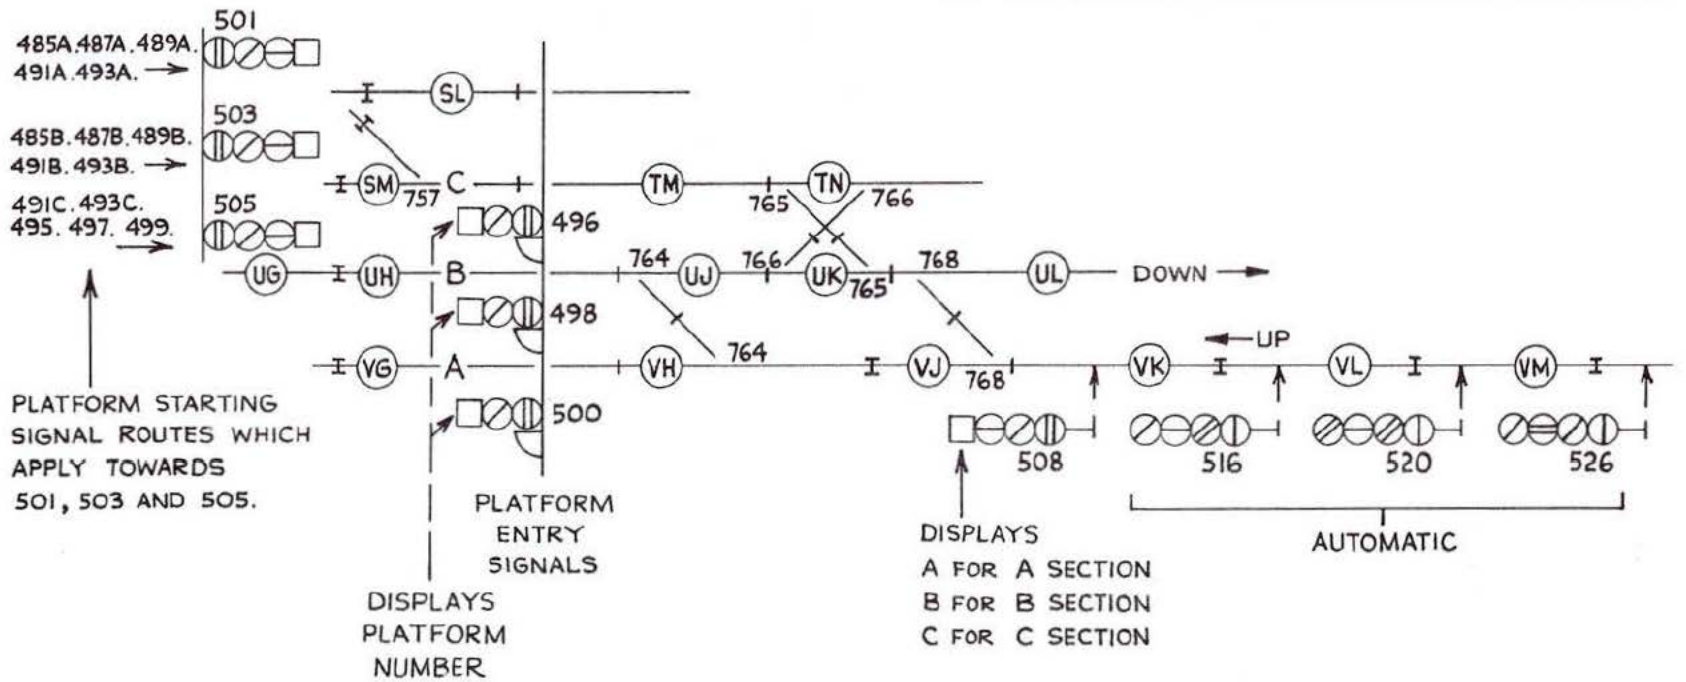 501
485A.487A.489A.
491A.493A.
SL
503
485B.487B.489B.
491B.493B.
SM
757
C
TM
765
TN
766
491C.493C.
495.497.499.
505
496
UG
UH
B
764
UJ
766
UK
765
768
UL
DOWN
498
VG
A
VH
764
VJ
768
VK
UP
VL
VM
500
508
516
520
526
PLATFORM STARTING
SIGNAL ROUTES WHICH
APPLY TOWARDS
501, 503 AND 505.
PLATFORM
ENTRY
SIGNALS
DISPLAYS
PLATFORM
NUMBER
DISPLAYS
A FOR A SECTION
B FOR B SECTION
C FOR C SECTION
AUTOMATIC